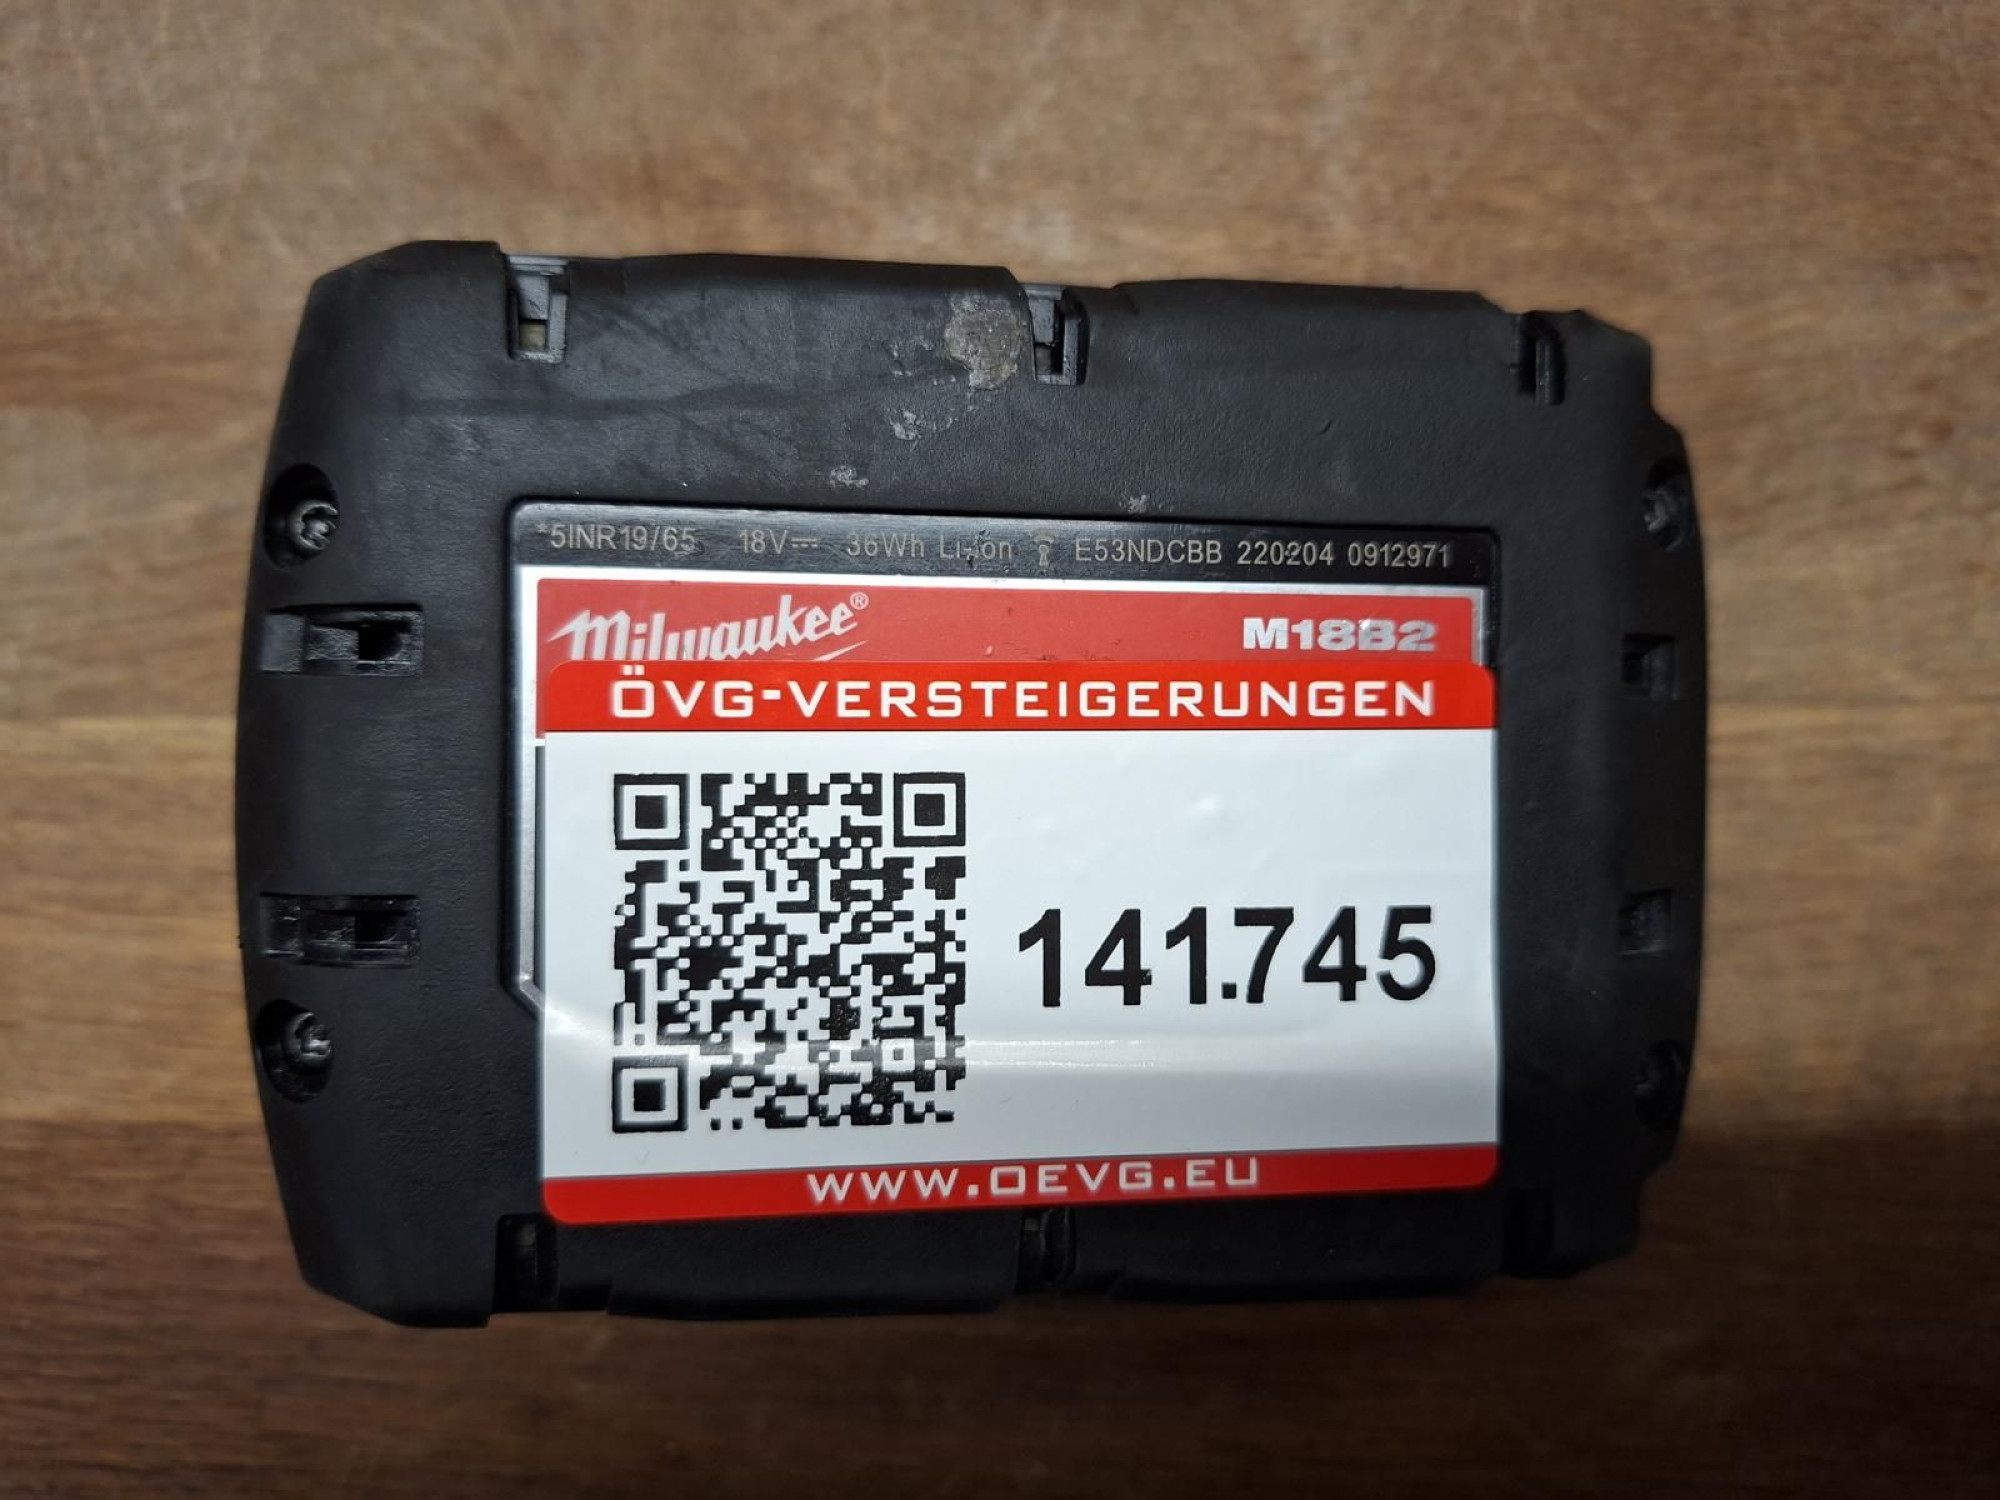 *5INR19/65 18V⎓ 36Wh Li-Ion E53NDCBB 220204 0912971
Milwaukee® M18B2
ÖVG-VERSTEIGERUNGEN
141.745
WWW.OEVG.EU